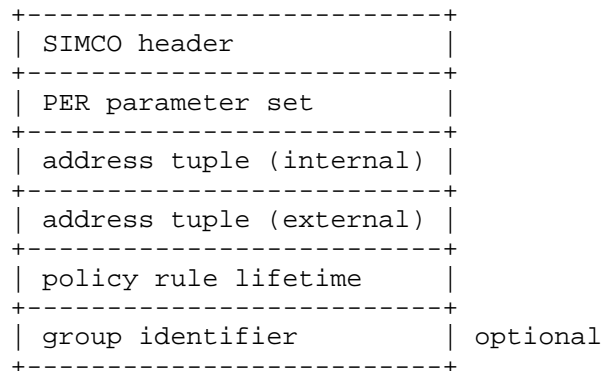 +--------------------------+
| SIMCO header             |
+--------------------------+
| PER parameter set        |
+--------------------------+
| address tuple (internal) |
+--------------------------+
| address tuple (external) |
+--------------------------+
| policy rule lifetime     |
+--------------------------+
| group identifier         | optional
+--------------------------+